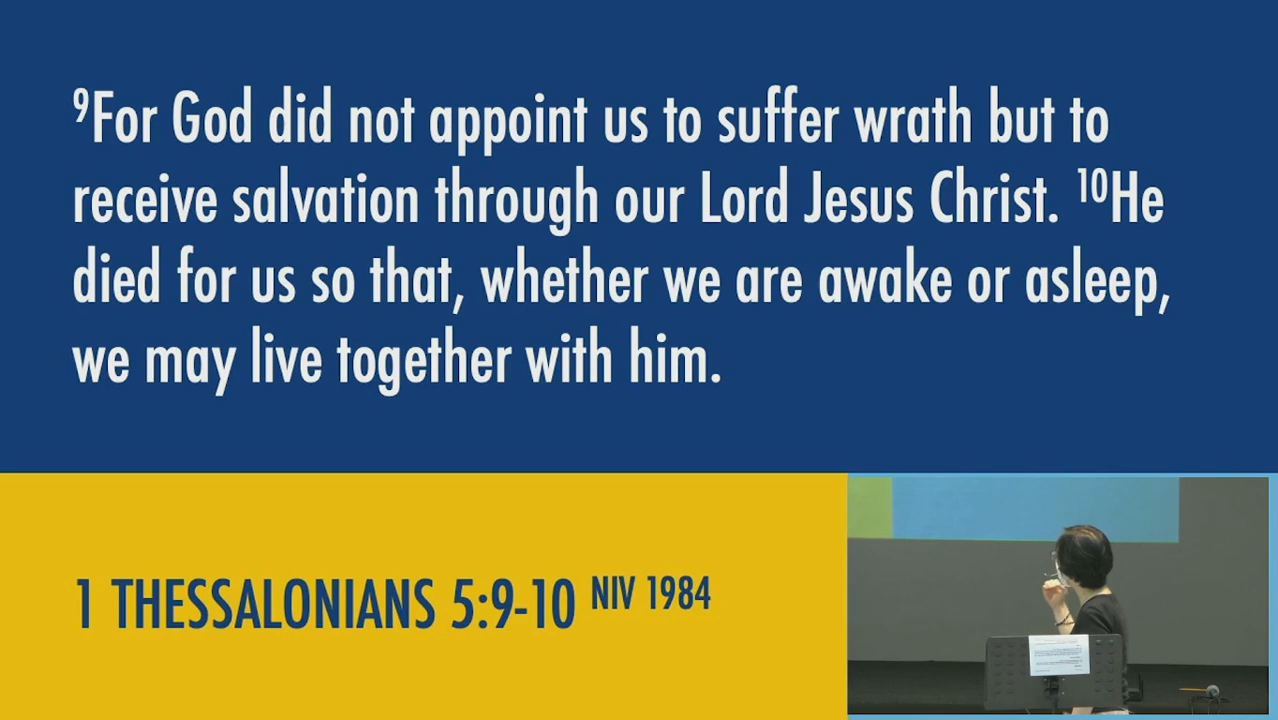 ⁹For God did not appoint us to suffer wrath but to
receive salvation through our Lord Jesus Christ. ¹⁰He
died for us so that, whether we are awake or asleep,
we may live together with him.
1 THESSALONIANS 5:9-10 NIV 1984